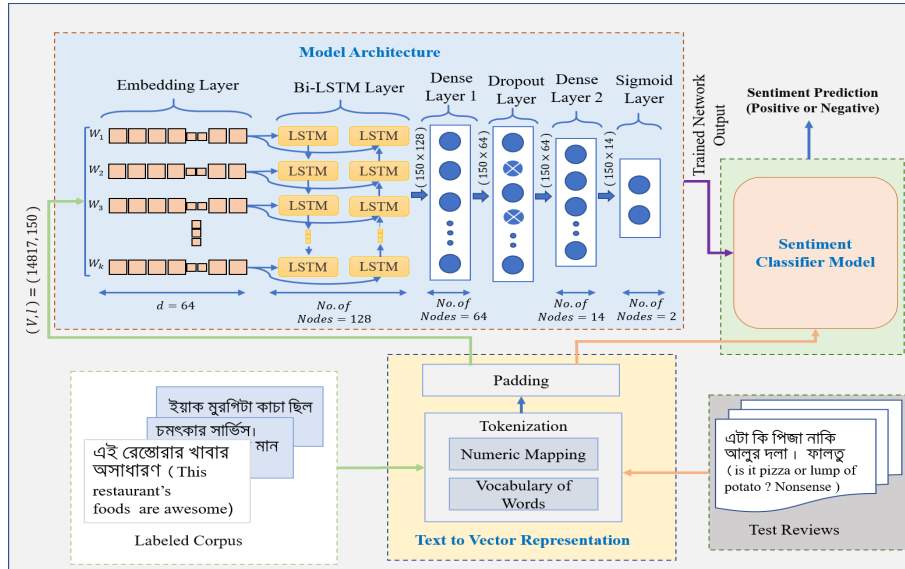 Model Architecture
Embedding Layer
Bi-LSTM Layer
Dense
Layer 1
Dropout
Layer
Dense
Layer 2
Sigmoid
Layer
W1
W2
W3
Wk
LSTM LSTM
LSTM LSTM
LSTM LSTM
LSTM LSTM
(150 × 128)
(150 × 64)
(150 × 64)
(150 × 14)
d = 64
No. of
Nodes = 128
No. of
Nodes = 64
No. of
Nodes = 14
No. of
Nodes = 2
Trained Network
Output
Sentiment Prediction
(Positive or Negative)
Sentiment
Classifier Model
(V, l) = (14817, 150)
Padding
Tokenization
Numeric Mapping
Vocabulary of
Words
Text to Vector Representation
ইয়াক মুরগিটা কাচা ছিল
চমৎকার সার্ভিস।
মান
এই রেস্তোরার খাবার
অসাধারণ (This
restaurant's
foods are awesome)
Labeled Corpus
এটা কি পিজা নাকি
আলুর দলা। ফালতু
( is it pizza or lump of
potato ? Nonsense )
Test Reviews